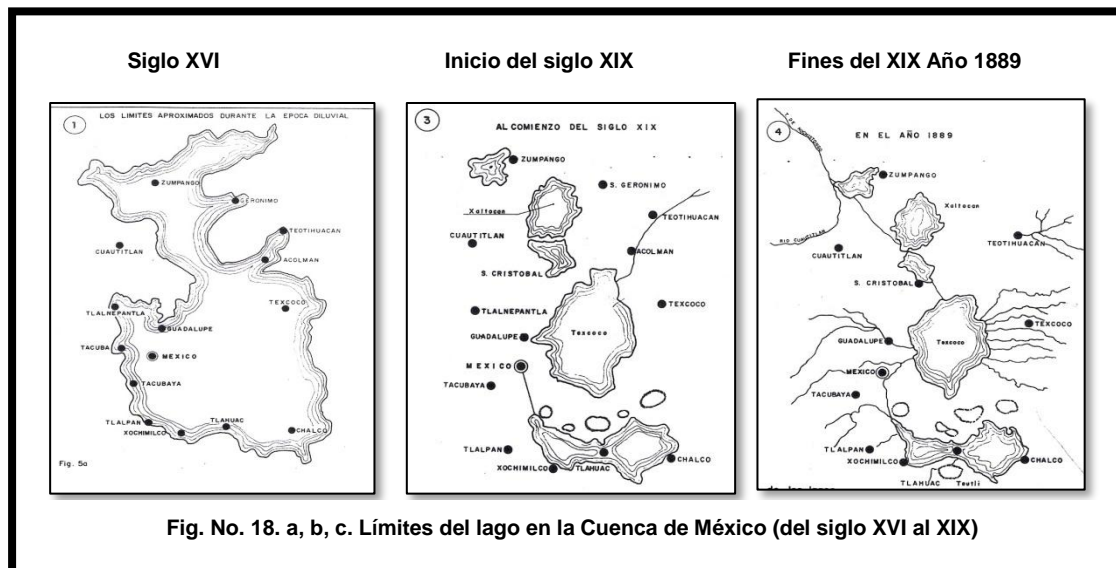 Siglo XVI
Inicio del siglo XIX
Fines del XIX Año 1889
1
LOS LIMITES APROXIMADOS DURANTE LA EPOCA DILUVIAL
ZUMPANGO
GERONIMO
TEOTIHUACAN
CUAUTITLAN
ACOLMAN
TEXCOCO
TLALNEPANTLA
GUADALUPE
TACUBA
MEXICO
TACUBAYA
TLALPAN
TLAHUAC
XOCHIMILCO
CHALCO
Fig. 5a
3
AL COMIENZO DEL SIGLO XIX
ZUMPANGO
S. GERONIMO
Xaltocan
TEOTIHUACAN
CUAUTITLAN
ACOLMAN
S. CRISTOBAL
TLALNEPANTLA
TEXCOCO
Texcoco
GUADALUPE
MEXICO
TACUBAYA
TLALPAN
XOCHIMILCO
TLAHUAC
CHALCO
4
EN EL AÑO 1889
ZUMPANGO
Xaltocan
TEOTIHUACAN
RIO CUAUTITLAN
CUAUTITLAN
S. CRISTOBAL
TEXCOCO
GUADALUPE
Texcoco
MEXICO
TACUBAYA
TLALPAN
XOCHIMILCO
CHALCO
TLAHUAC
Teutli
Fig. No. 18. a, b, c. Límites del lago en la Cuenca de México (del siglo XVI al XIX)